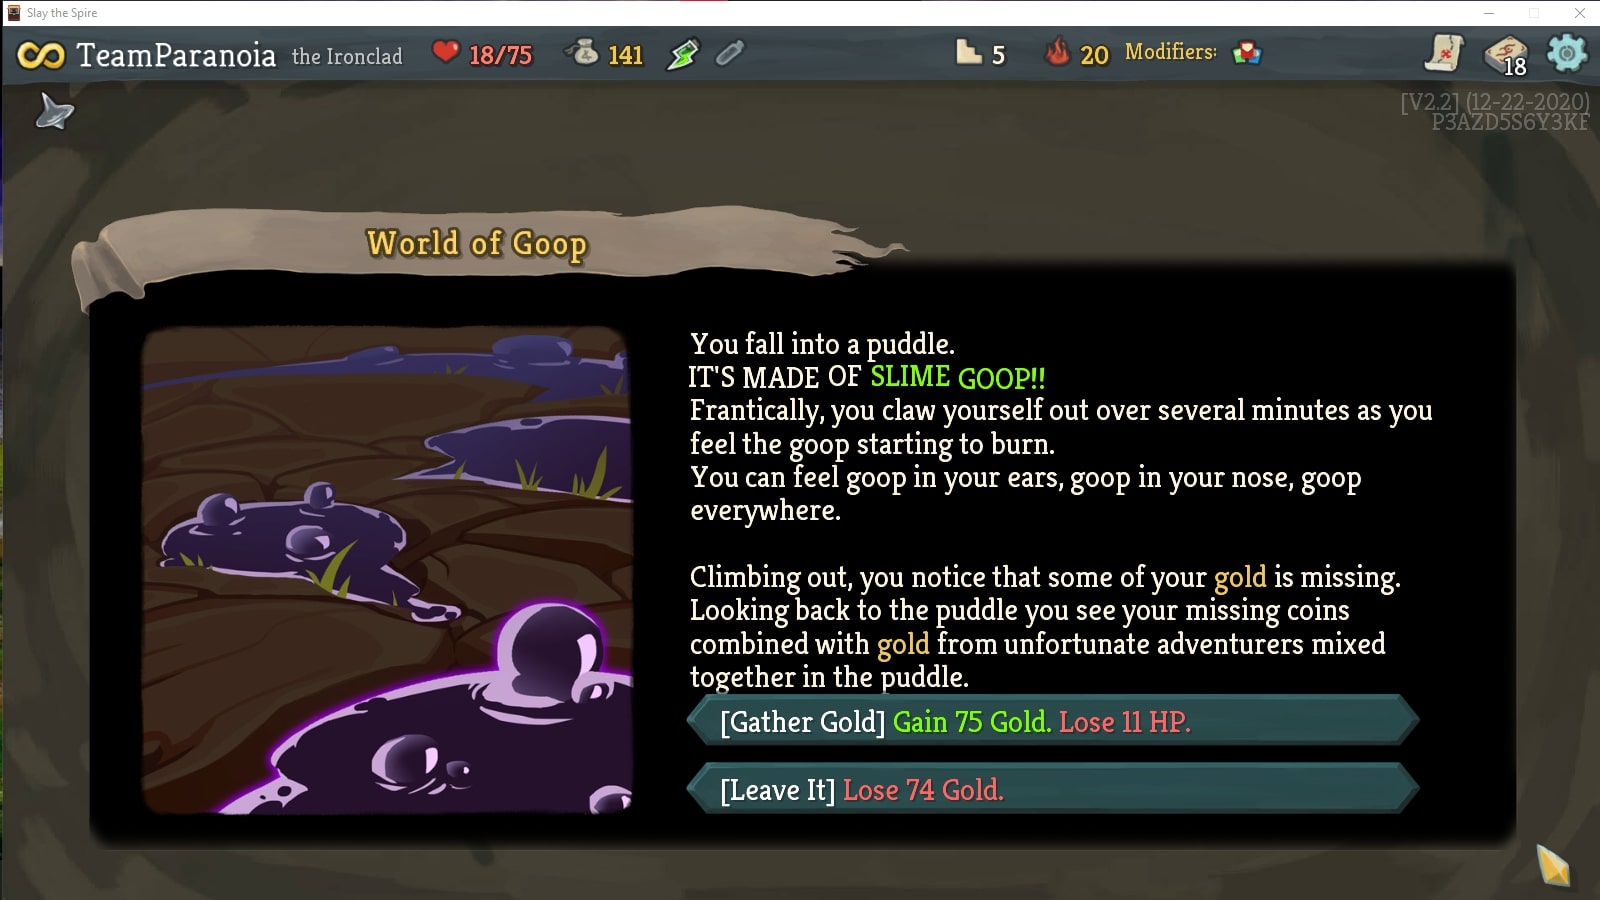 Slay the Spire
TeamParanoia the Ironclad 18/75 141 5 20 Modifiers: 18
[V2.2] (12-22-2020)
P3AZD5S6Y3KF
World of Goop
You fall into a puddle.
IT'S MADE OF SLIME GOOP!!
Frantically, you claw yourself out over several minutes as you
feel the goop starting to burn.
You can feel goop in your ears, goop in your nose, goop
everywhere.
Climbing out, you notice that some of your gold is missing.
Looking back to the puddle you see your missing coins
combined with gold from unfortunate adventurers mixed
together in the puddle.
[Gather Gold] Gain 75 Gold. Lose 11 HP.
[Leave It] Lose 74 Gold.